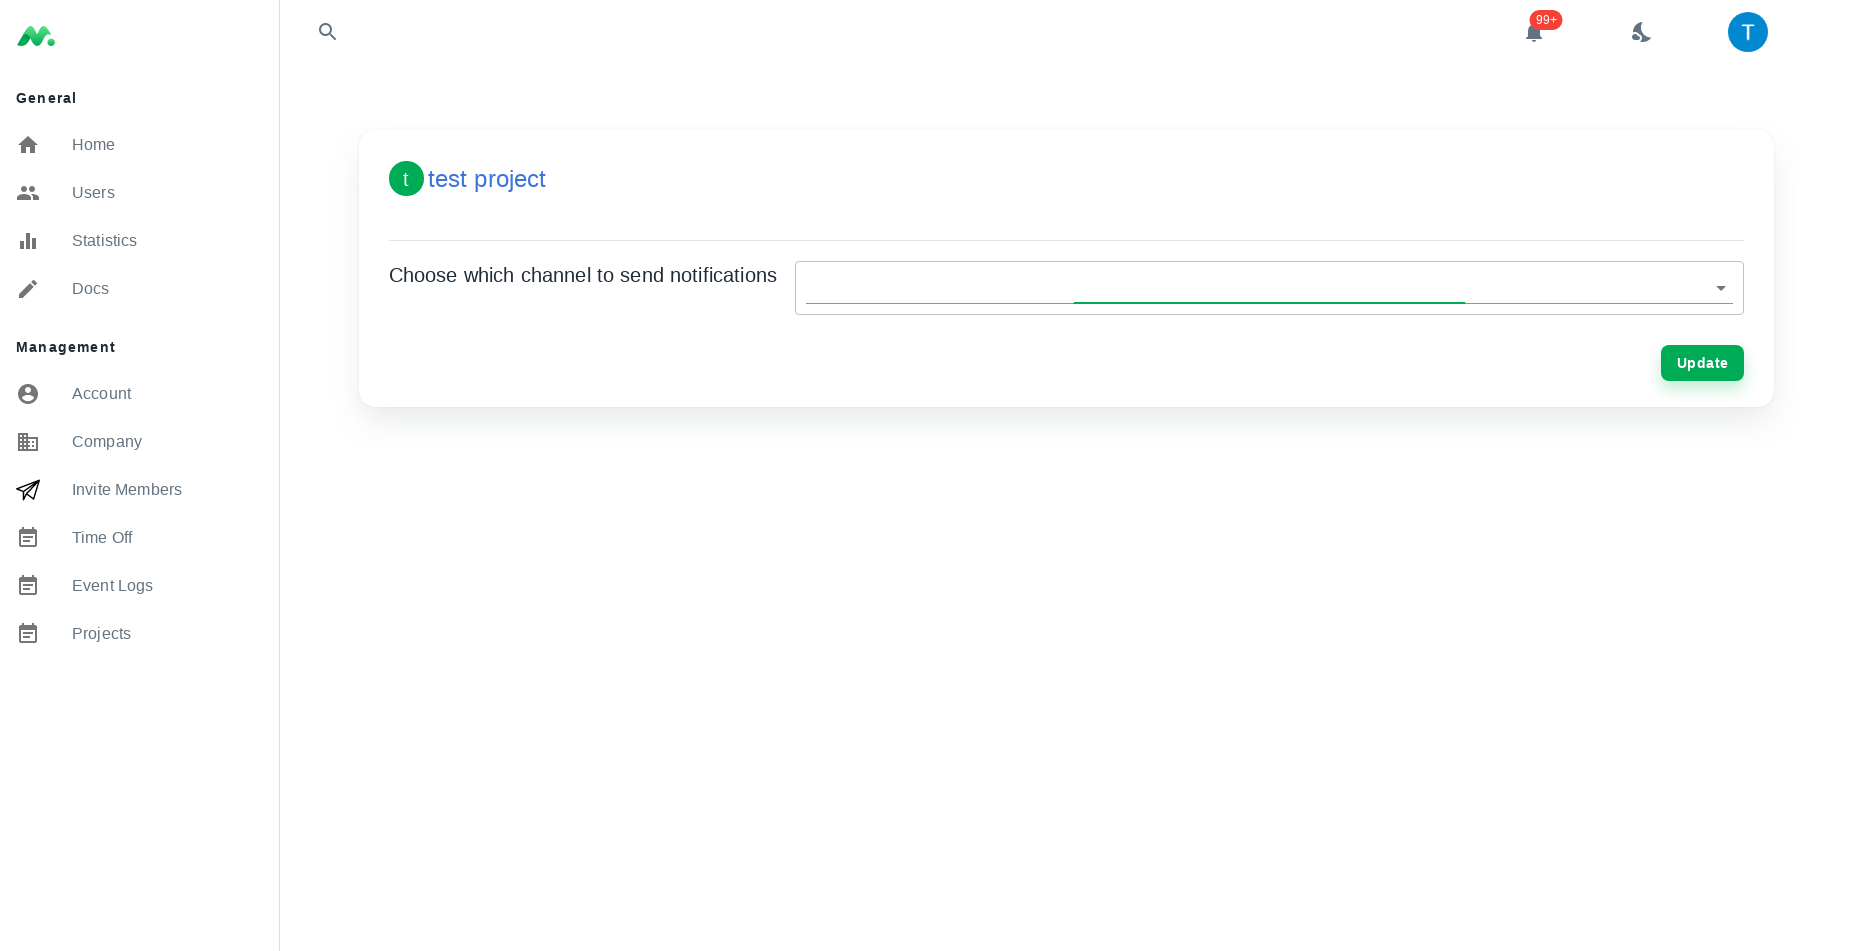 General
Home
Users
Statistics
Docs
Management
Account
Company
Invite Members
Time Off
Event Logs
Projects
99+
T
t
test project
Choose which channel to send notifications
Update